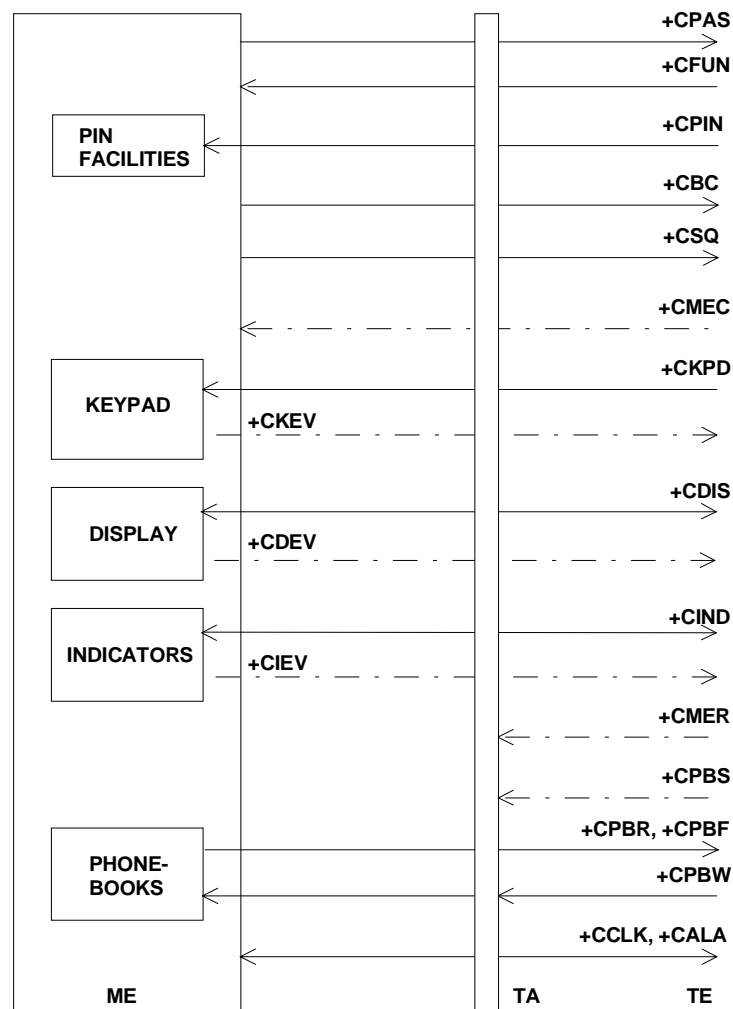 +CPAS
+CFUN
PIN
FACILITIES
+CPIN
+CBC
+CSQ
+CMEC
+CKPD
KEYPAD
+CKEV
+CDIS
DISPLAY
+CDEV
+CIND
INDICATORS
+CIEV
+CMER
+CPBS
+CPBR, +CPBF
PHONE-
BOOKS
+CPBW
+CCLK, +CALA
ME
TA
TE